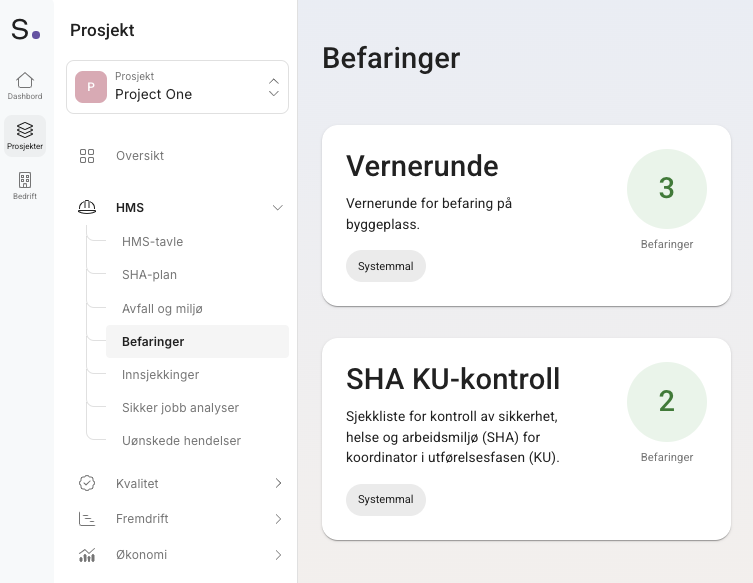 S.
Dashbord
Prosjekter
Bedrift
Prosjekt
P
Prosjekt
Project One
Oversikt
HMS
HMS-tavle
SHA-plan
Avfall og miljø
Befaringer
Innsjekkinger
Sikker jobb analyser
Uønskede hendelser
Kvalitet
Fremdrift
Økonomi
Befaringer
Vernerunde
Vernerunde for befaring på
byggeplass.
Systemmal
3
Befaringer
SHA KU-kontroll
Sjekkliste for kontroll av sikkerhet,
helse og arbeidsmiljø (SHA) for
koordinator i utførelsesfasen (KU).
Systemmal
2
Befaringer